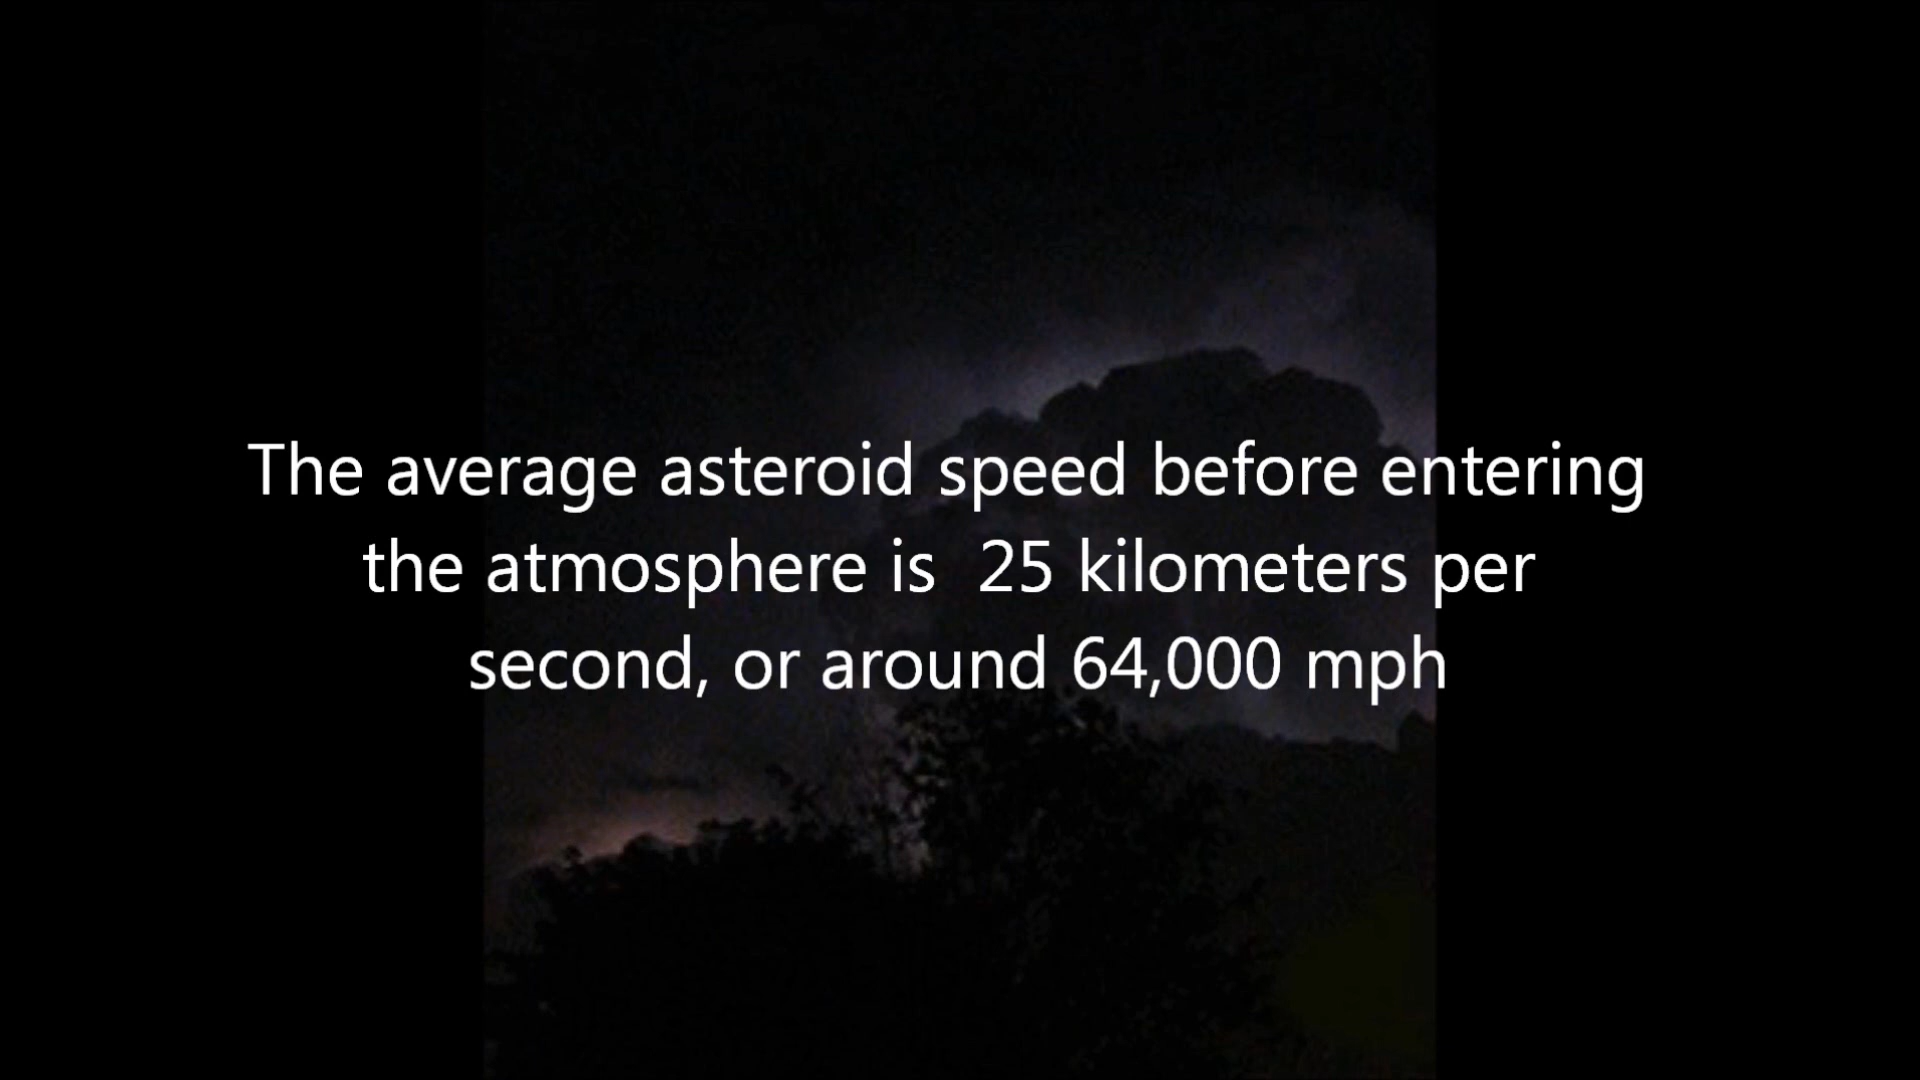 The average asteroid speed before entering
the atmosphere is  25 kilometers per
second, or around 64,000 mph